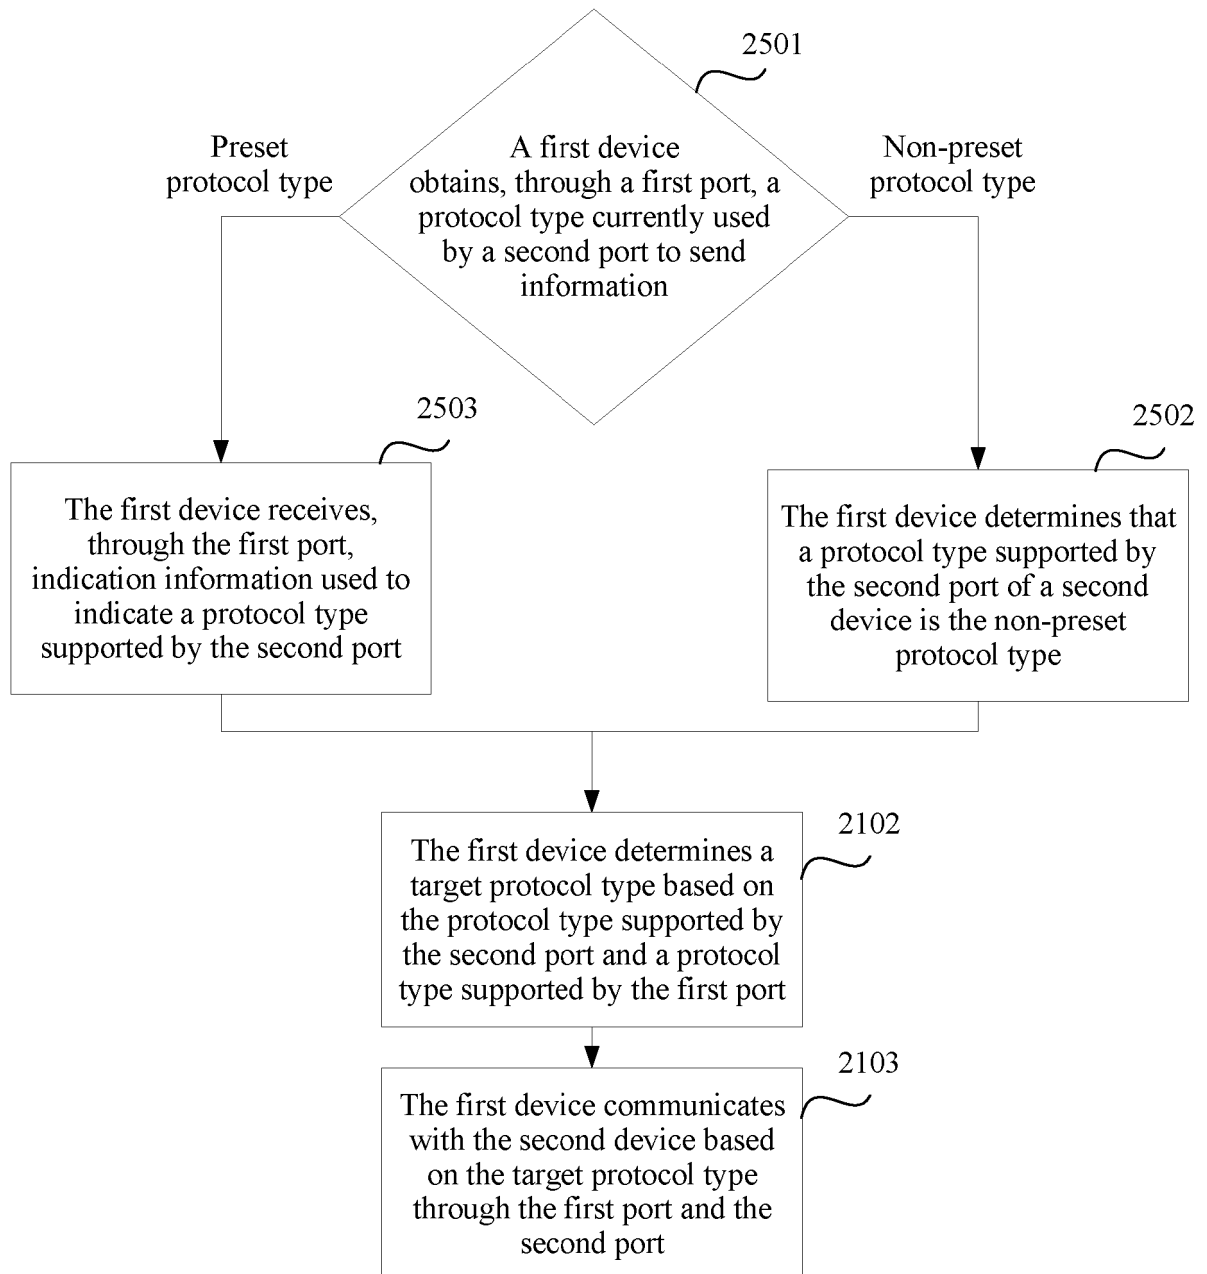 2501
Preset
protocol type
A first device
obtains, through a first port, a
protocol type currently used
by a second port to send
information
Non-preset
protocol type
2503
The first device receives,
through the first port,
indication information used to
indicate a protocol type
supported by the second port
2502
The first device determines that
a protocol type supported by
the second port of a second
device is the non-preset
protocol type
2102
The first device determines a
target protocol type based on
the protocol type supported by
the second port and a protocol
type supported by the first port
2103
The first device communicates
with the second device based
on the target protocol type
through the first port and the
second port